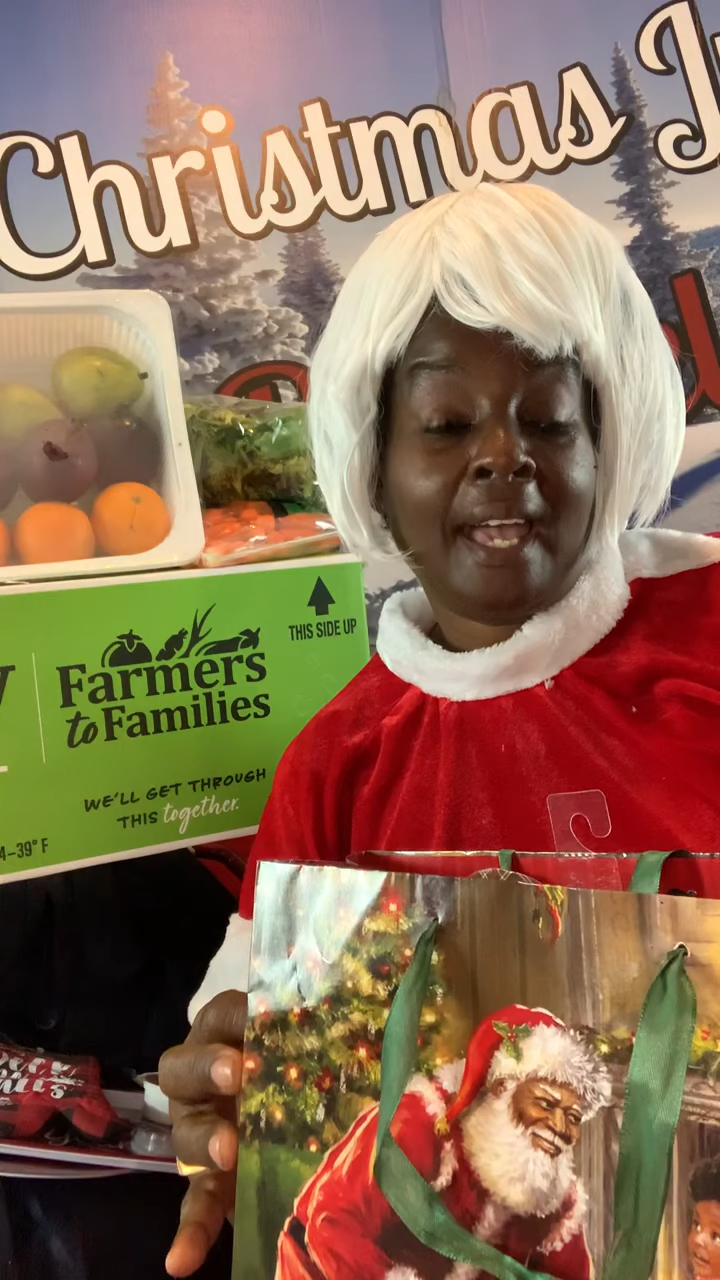 Christmas
THIS SIDE UP
Farmers
to Families
WE'LL GET THROUGH
THIS together.
4-39° F